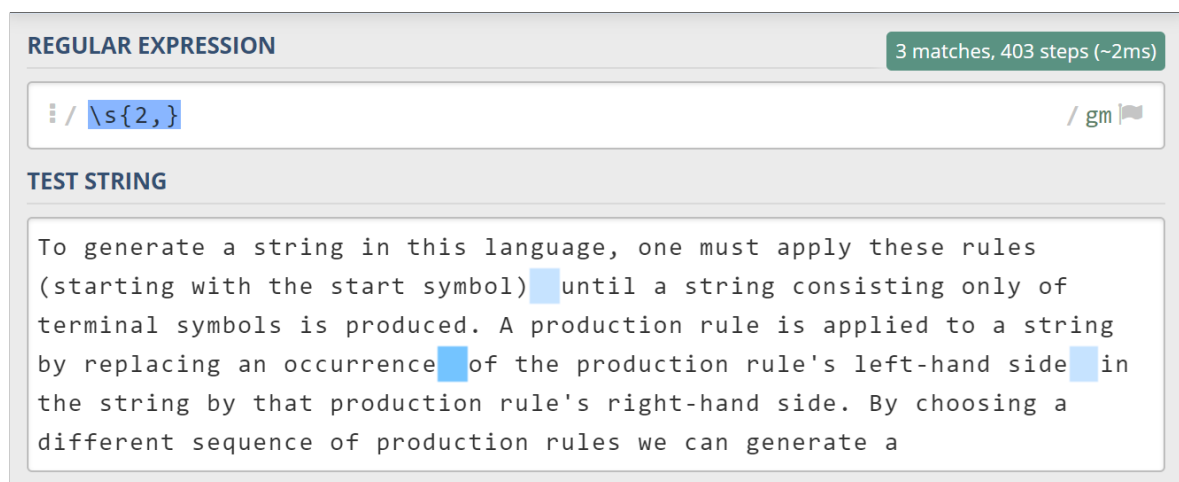 REGULAR EXPRESSION
3 matches, 403 steps (~2ms)
/ \s{2,} / gm
TEST STRING
To generate a string in this language, one must apply these rules
(starting with the start symbol)  until a string consisting only of
terminal symbols is produced. A production rule is applied to a string
by replacing an occurrence  of the production rule's left-hand side  in
the string by that production rule's right-hand side. By choosing a
different sequence of production rules we can generate a